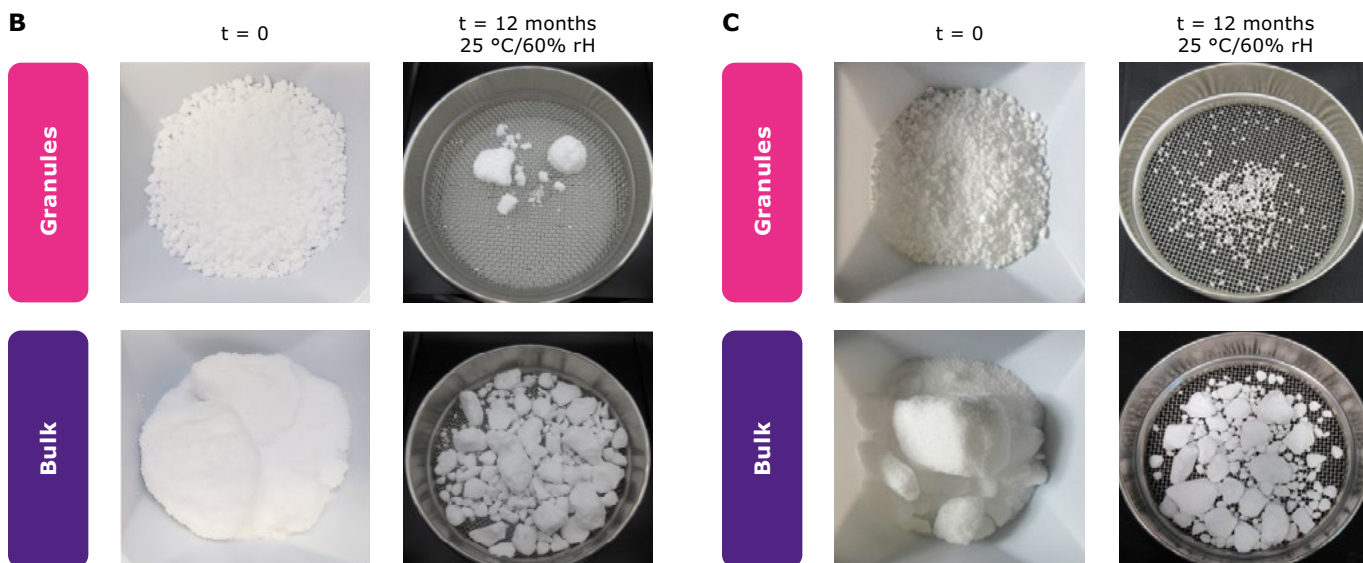 B
t = 0
t = 12 months
25 °C/60% rH
Granules
Bulk
C
t = 0
t = 12 months
25 °C/60% rH
Granules
Bulk